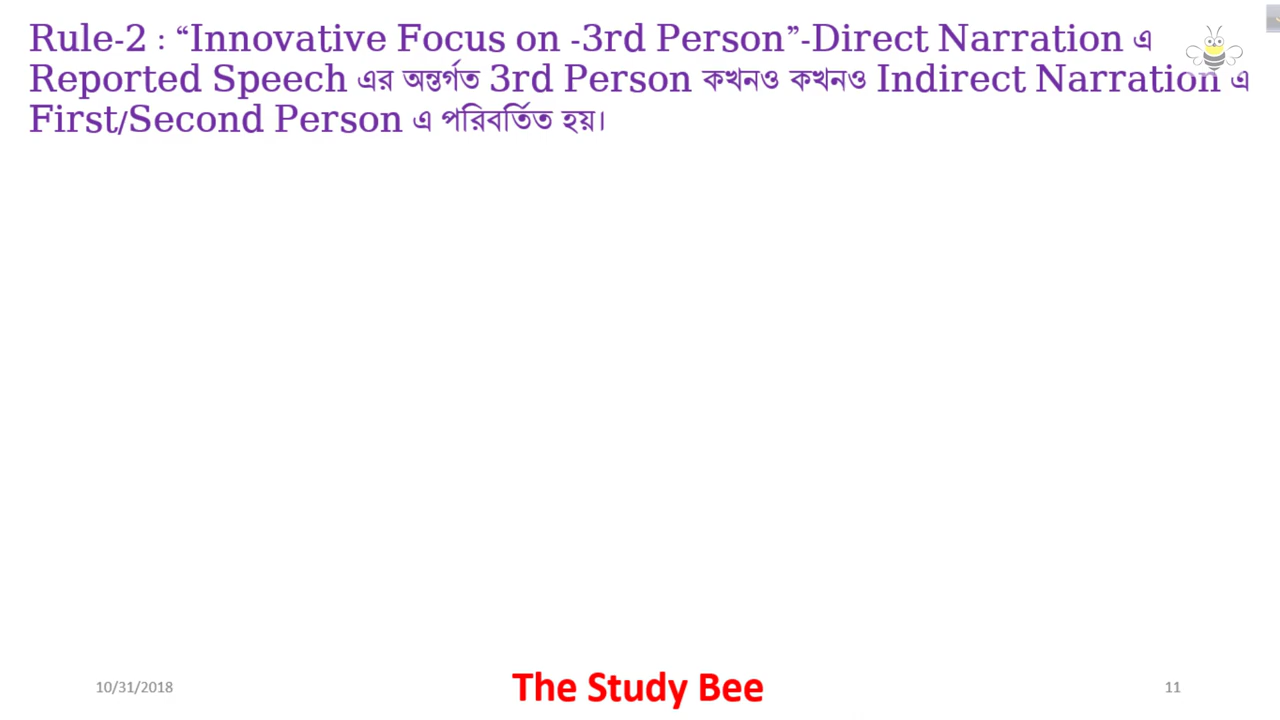 Rule-2 : “Innovative Focus on -3rd Person”-Direct Narration এ
Reported Speech এর অন্তর্গত 3rd Person কখনও কখনও Indirect Narration এ
First/Second Person এ পরিবর্তিত হয়।
10/31/2018
The Study Bee
11